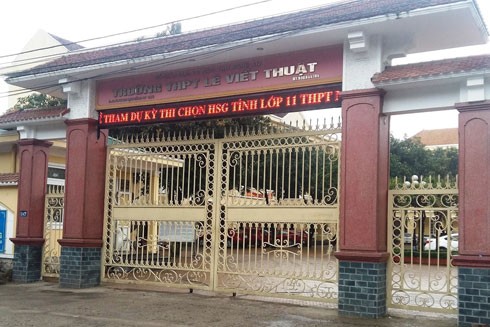 TRƯỜNG THPT LÊ VIẾT THUẬT
THAM DỰ KỲ THI CHỌN HSG TỈNH LỚP 11 THPT N